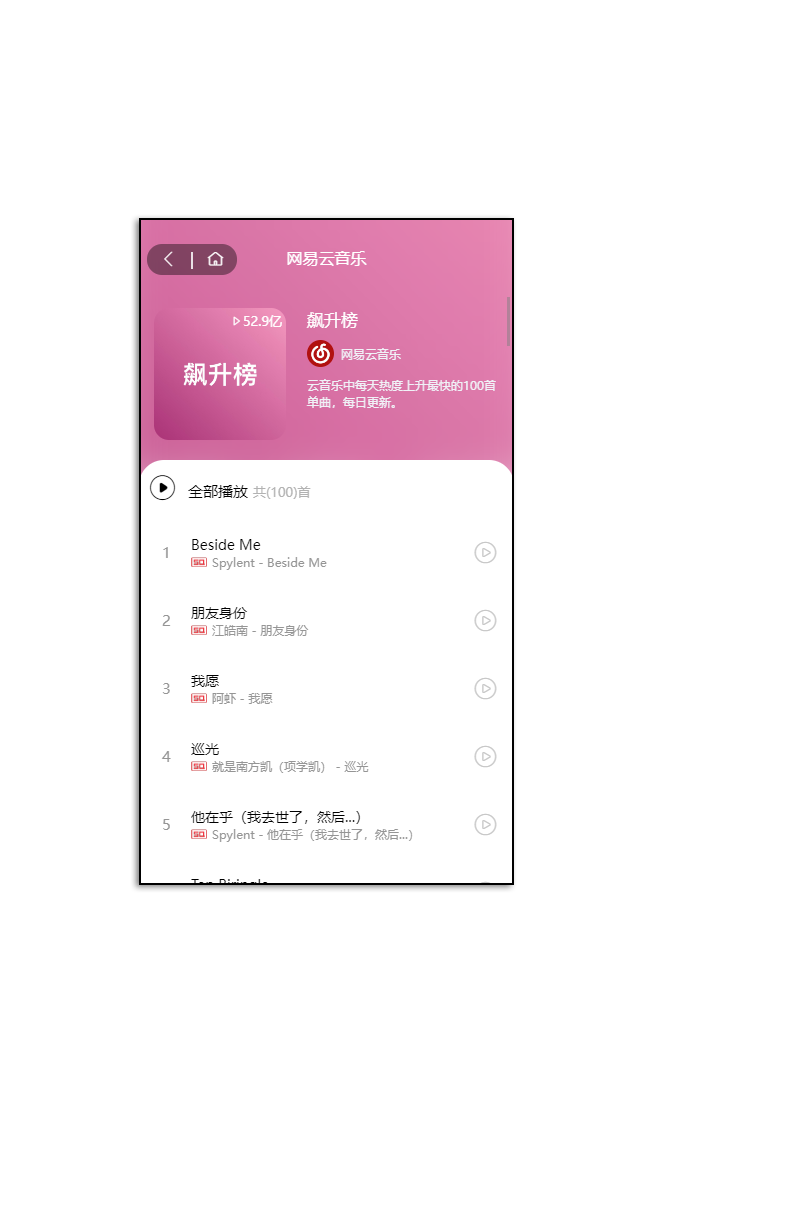 网易云音乐
52.9亿
飙升榜
飙升榜
网易云音乐
云音乐中每天热度上升最快的100首
单曲，每日更新。
全部播放 共(100)首
1
Beside Me
SQ Spylent - Beside Me
2
朋友身份
SQ 江皓南 - 朋友身份
3
我愿
SQ 阿虾 - 我愿
4
巡光
SQ 就是南方凯（项学凯） - 巡光
5
他在乎（我去世了，然后...）
SQ Spylent - 他在乎（我去世了，然后...）